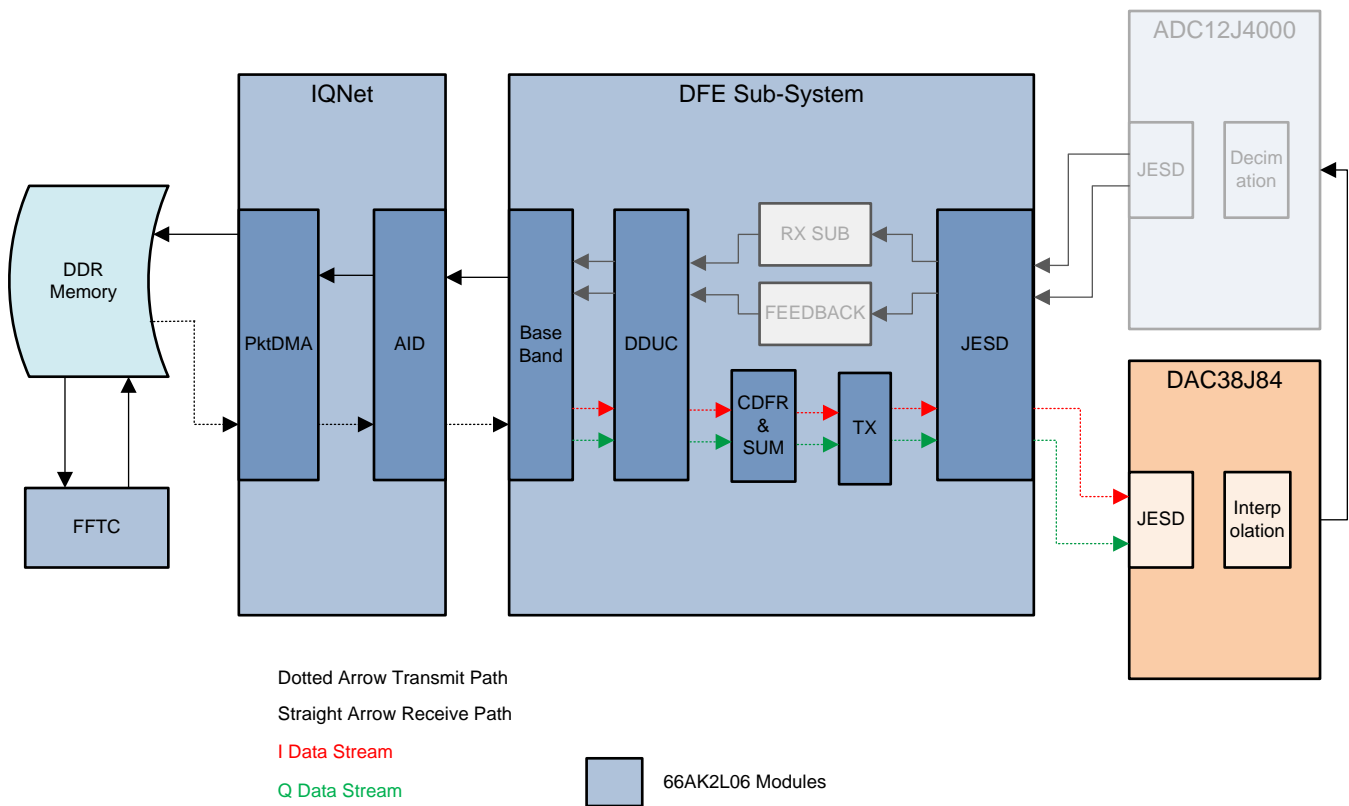 ADC12J4000
IQNet
DFE Sub-System
JESD
Decim
ation
RX SUB
DDR
Memory
FEEDBACK
PktDMA
AID
Base
Band
DDUC
JESD
DAC38J84
CDFR
&
SUM
TX
JESD
Interp
olation
FFTC
Dotted Arrow Transmit Path
Straight Arrow Receive Path
I Data Stream
Q Data Stream
66AK2L06 Modules